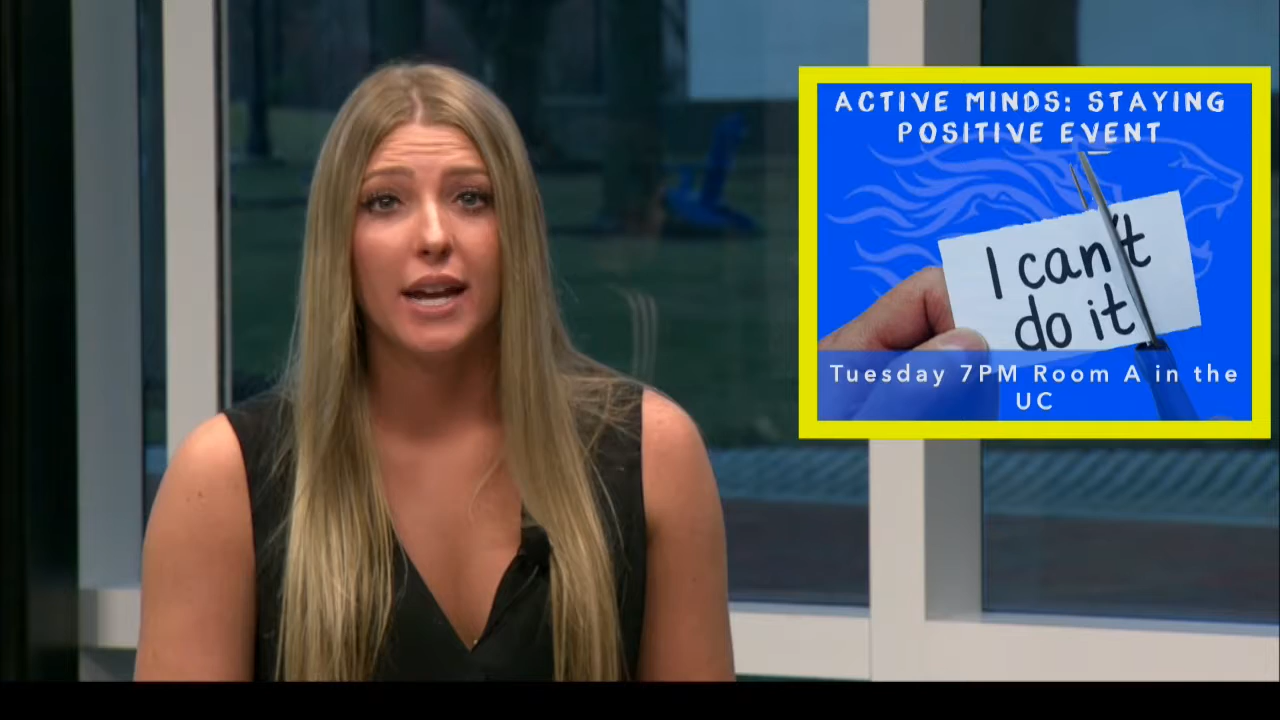 ACTIVE MINDS: STAYING
POSITIVE EVENT
I can't
do it
Tuesday 7PM Room A in the
UC